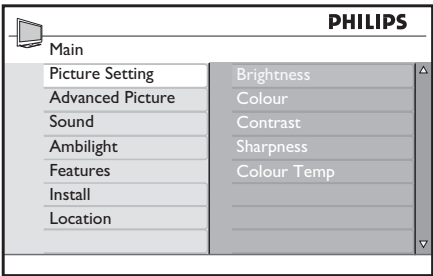 PHILIPS
Main
Picture Setting
Advanced Picture
Sound
Ambilight
Features
Install
Location
Brightness
Colour
Contrast
Sharpness
Colour Temp